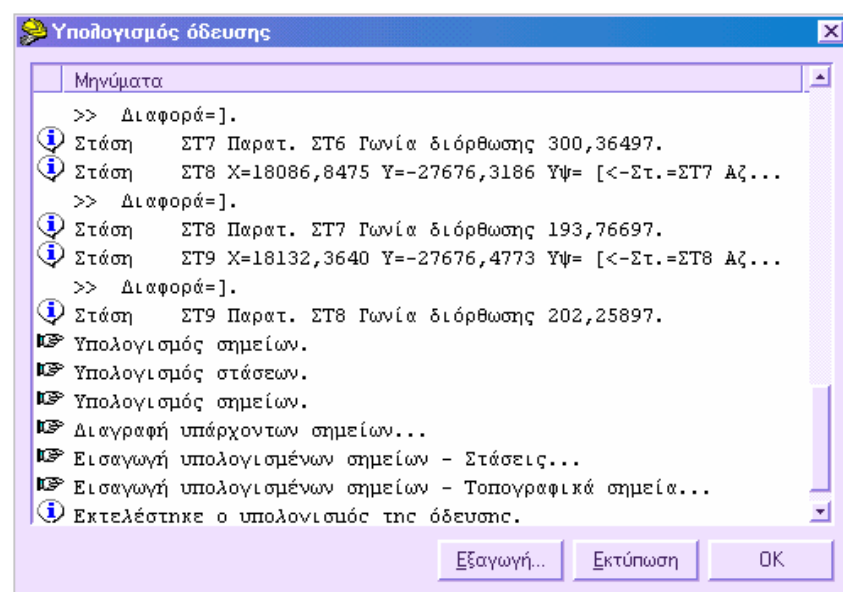 Υπολογισμός όδευσης
Μηνύματα
>> Διαφορά=].
Στάση ΣΤ7 Παρατ. ΣΤ6 Γωνία διόρθωσης 300,36497.
Στάση ΣΤ8 Χ=18086,8475 Υ=-27676,3186 Υψ= [<-Στ.=ΣΤ7 Αζ...
>> Διαφορά=].
Στάση ΣΤ8 Παρατ. ΣΤ7 Γωνία διόρθωσης 193,76697.
Στάση ΣΤ9 Χ=18132,3640 Υ=-27676,4773 Υψ= [<-Στ.=ΣΤ8 Αζ...
>> Διαφορά=].
Στάση ΣΤ9 Παρατ. ΣΤ8 Γωνία διόρθωσης 202,25897.
Υπολογισμός σημείων.
Υπολογισμός στάσεων.
Υπολογισμός σημείων.
Διαγραφή υπάρχοντων σημείων...
Εισαγωγή υπολογισμένων σημείων - Στάσεις...
Εισαγωγή υπολογισμένων σημείων - Τοπογραφικά σημεία...
Εκτελέστηκε ο υπολογισμός της όδευσης.
Εξαγωγή... Εκτύπωση OK